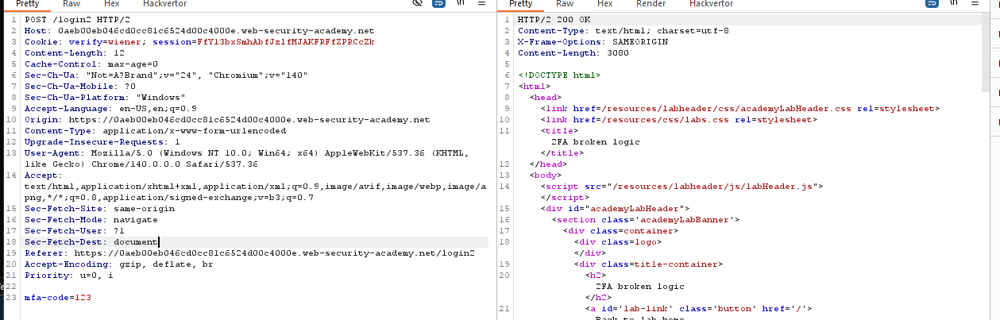 Pretty Raw Hex Hackvertor \n
1 POST /login2 HTTP/2
2 Host: 0aeb00eb046cd0cc81c6524d00c4000e.web-security-academy.net
3 Cookie: verify=wiener; session=FfYl3bxSmhAbfJzlfMJAKFRFfZPRCcZk
4 Content-Length: 12
5 Cache-Control: max-age=0
6 Sec-Ch-Ua: "Not=A?Brand";v="24", "Chromium";v="140"
7 Sec-Ch-Ua-Mobile: ?0
8 Sec-Ch-Ua-Platform: "Windows"
9 Accept-Language: en-US,en;q=0.9
10 Origin: https://0aeb00eb046cd0cc81c6524d00c4000e.web-security-academy.net
11 Content-Type: application/x-www-form-urlencoded
12 Upgrade-Insecure-Requests: 1
13 User-Agent: Mozilla/5.0 (Windows NT 10.0; Win64; x64) AppleWebKit/537.36 (KHTML,
like Gecko) Chrome/140.0.0.0 Safari/537.36
14 Accept:
text/html,application/xhtml+xml,application/xml;q=0.9,image/avif,image/webp,image/a
png,*/*;q=0.8,application/signed-exchange;v=b3;q=0.7
15 Sec-Fetch-Site: same-origin
16 Sec-Fetch-Mode: navigate
17 Sec-Fetch-User: ?1
18 Sec-Fetch-Dest: document
19 Referer: https://0aeb00eb046cd0cc81c6524d00c4000e.web-security-academy.net/login2
20 Accept-Encoding: gzip, deflate, br
21 Priority: u=0, i
22
23 mfa-code=123
Pretty Raw Hex Render Hackvertor \n
1 HTTP/2 200 OK
2 Content-Type: text/html; charset=utf-8
3 X-Frame-Options: SAMEORIGIN
4 Content-Length: 3080
5
6 <!DOCTYPE html>
7 <html>
8 <head>
9 <link href=/resources/labheader/css/academyLabHeader.css rel=stylesheet>
10 <link href=/resources/css/labs.css rel=stylesheet>
11 <title>
2FA broken logic
</title>
12 </head>
13 <body>
14 <script src="/resources/labheader/js/labHeader.js">
</script>
15 <div id="academyLabHeader">
16 <section class='academyLabBanner'>
17 <div class=container>
18 <div class=logo>
</div>
19 <div class=title-container>
20 <h2>
2FA broken logic
</h2>
21 <a id='lab-link' class='button' href='/'>
Back to lab home